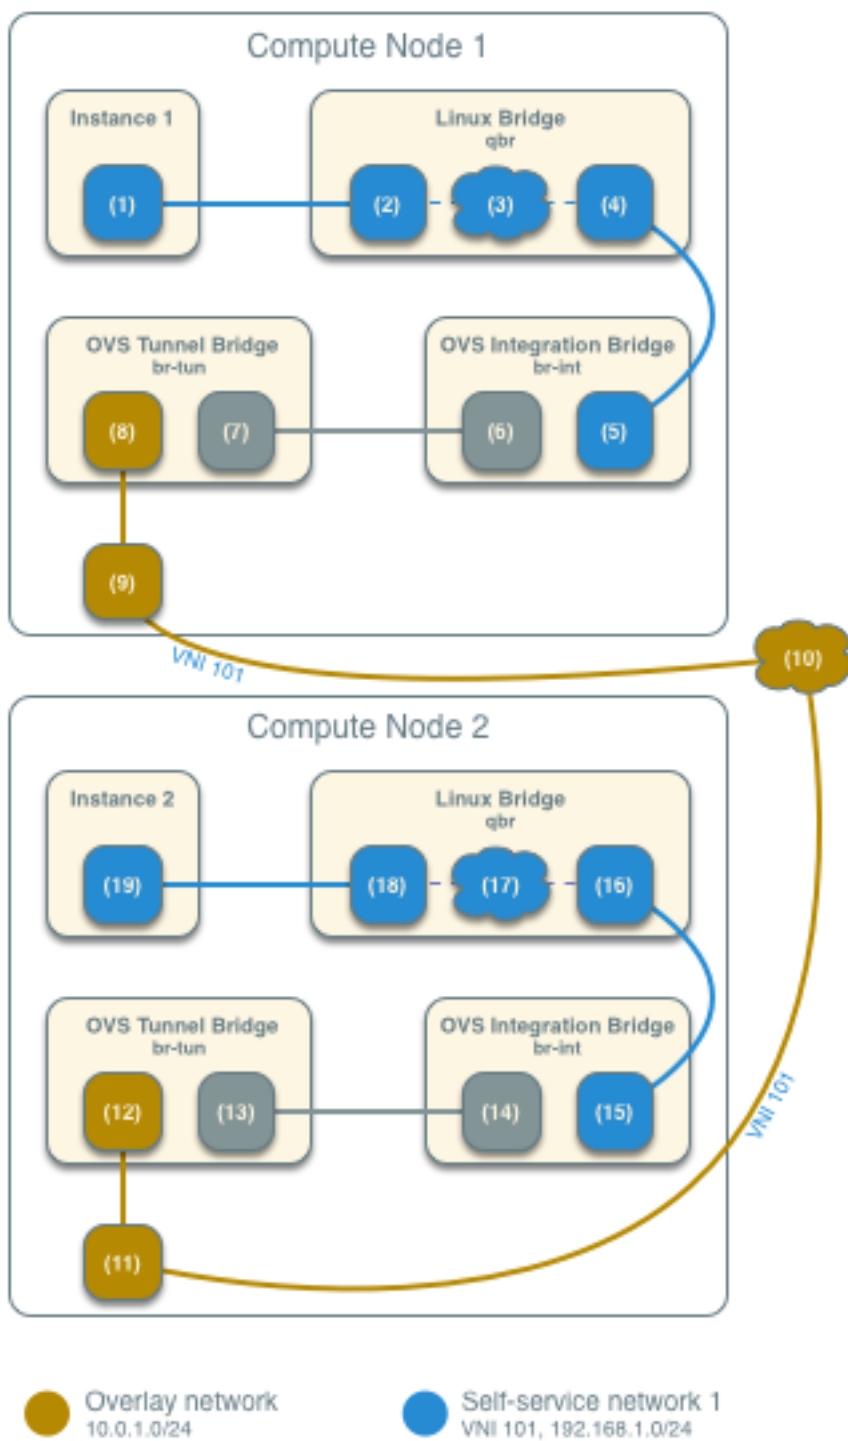 Compute Node 1
Instance 1
Linux Bridge
qbr
(1)
(2)
(3)
(4)
OVS Tunnel Bridge
br-tun
OVS Integration Bridge
br-int
(8)
(7)
(6)
(5)
(9)
VNI 101
(10)
Compute Node 2
Instance 2
Linux Bridge
qbr
(19)
(18)
(17)
(16)
OVS Tunnel Bridge
br-tun
OVS Integration Bridge
br-int
(12)
(13)
(14)
(15)
VNI 101
(11)
Overlay network
10.0.1.0/24
Self-service network 1
VNI 101, 192.168.1.0/24